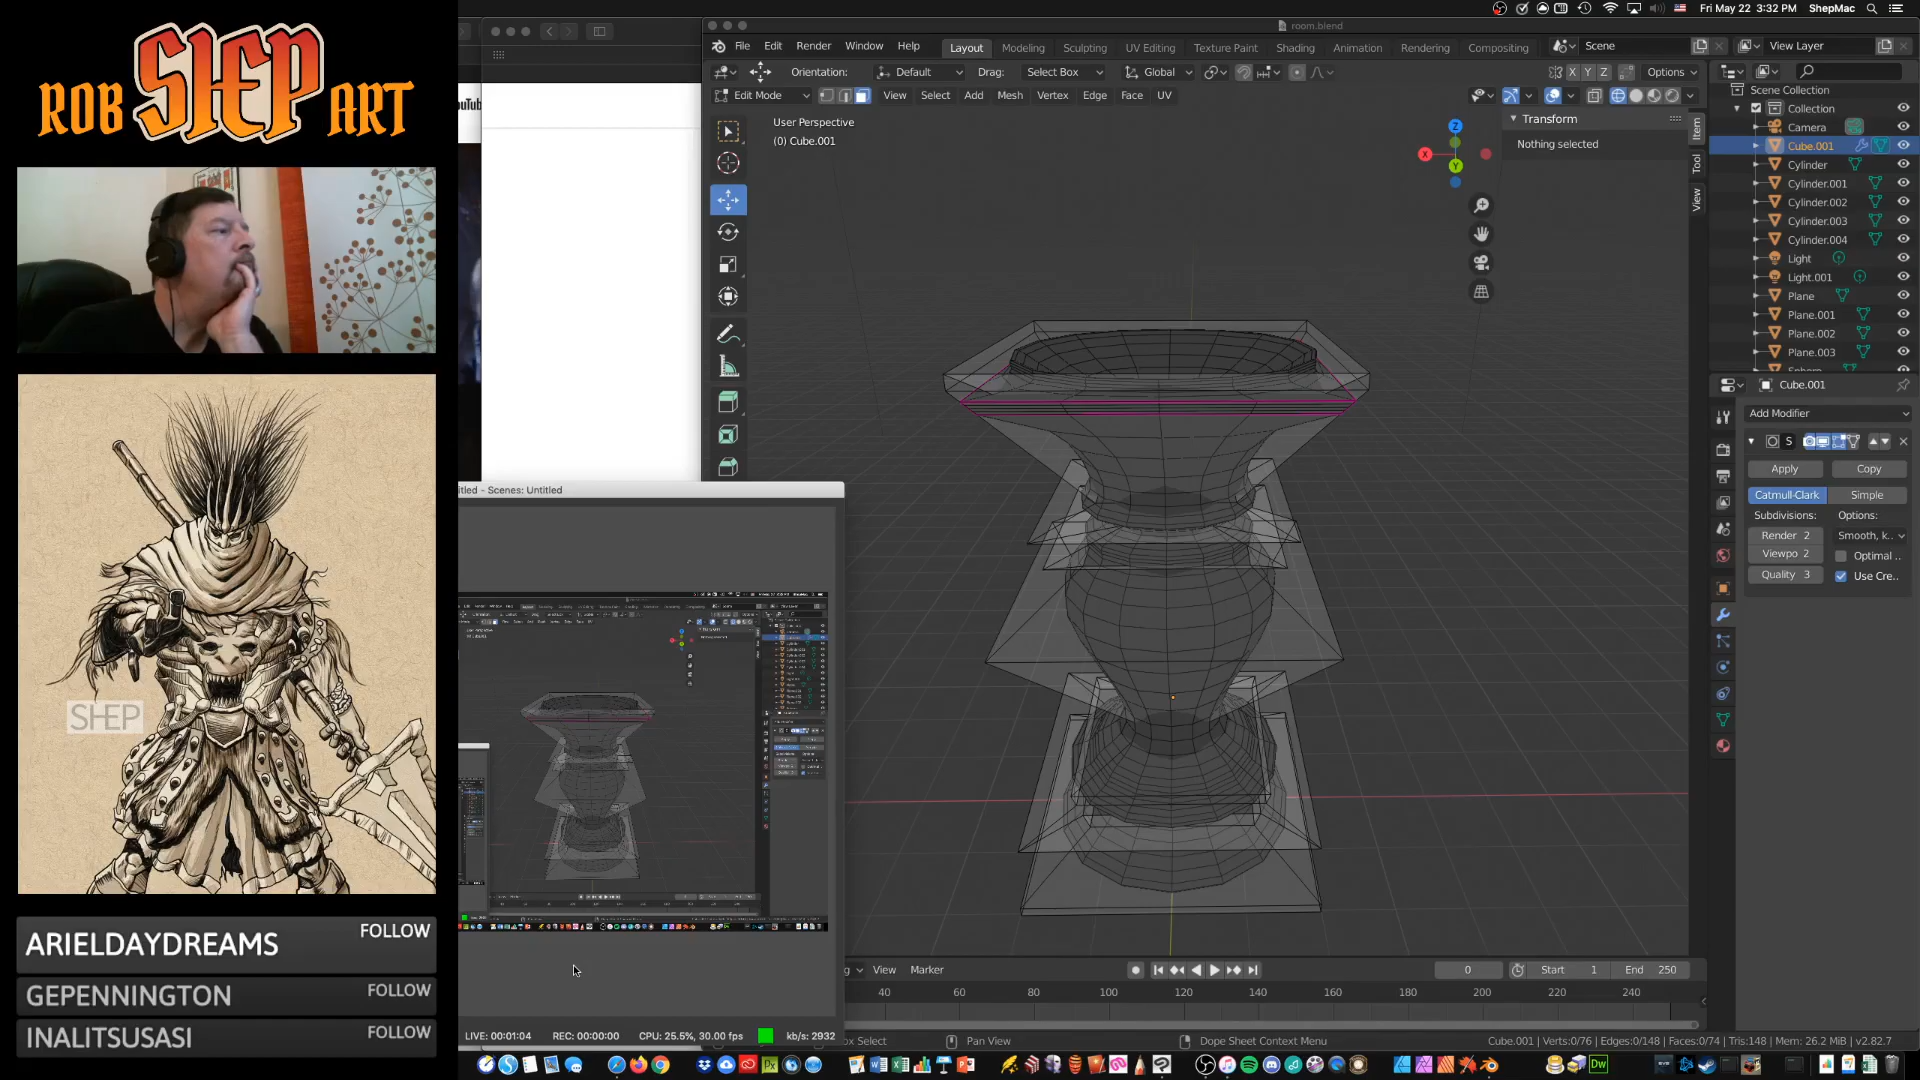 ROB SHEP ART
SHEP
ARIELDAYDREAMS FOLLOW
GEPENNINGTON FOLLOW
INALITSUSASI FOLLOW
Fri May 22 3:32 PM ShepMac
room.blend
File Edit Render Window Help Layout Modeling Sculpting UV Editing Texture Paint Shading Animation Rendering Compositing Scene View Layer
Orientation: Default Drag: Select Box Global X Y Z Options
Edit Mode View Select Add Mesh Vertex Edge Face UV
User Perspective
(0) Cube.001
Transform
Nothing selected
Item
Tool
View
Z
X
Y
Scene Collection
Collection
Camera
Cube.001
Cylinder
Cylinder.001
Cylinder.002
Cylinder.003
Cylinder.004
Light
Light.001
Plane
Plane.001
Plane.002
Plane.003
Cube.001
Add Modifier
S
Apply Copy
Catmull-Clark Simple
Subdivisions: Options:
Render 2 Smooth, k..
Viewpo 2 Optimal ..
Quality 3 Use Cre..
itled - Scenes: Untitled
LIVE: 00:01:04 REC: 00:00:00 CPU: 25.5%, 30.00 fps kb/s: 2932
View Marker 0 Start 1 End 250
40 60 80 100 120 140 160 180 200 220 240
ox Select Pan View Dope Sheet Context Menu Cube.001 | Verts:0/76 | Edges:0/148 | Faces:0/74 | Tris:148 | Mem: 26.2 MiB | v2.82.7
Dw